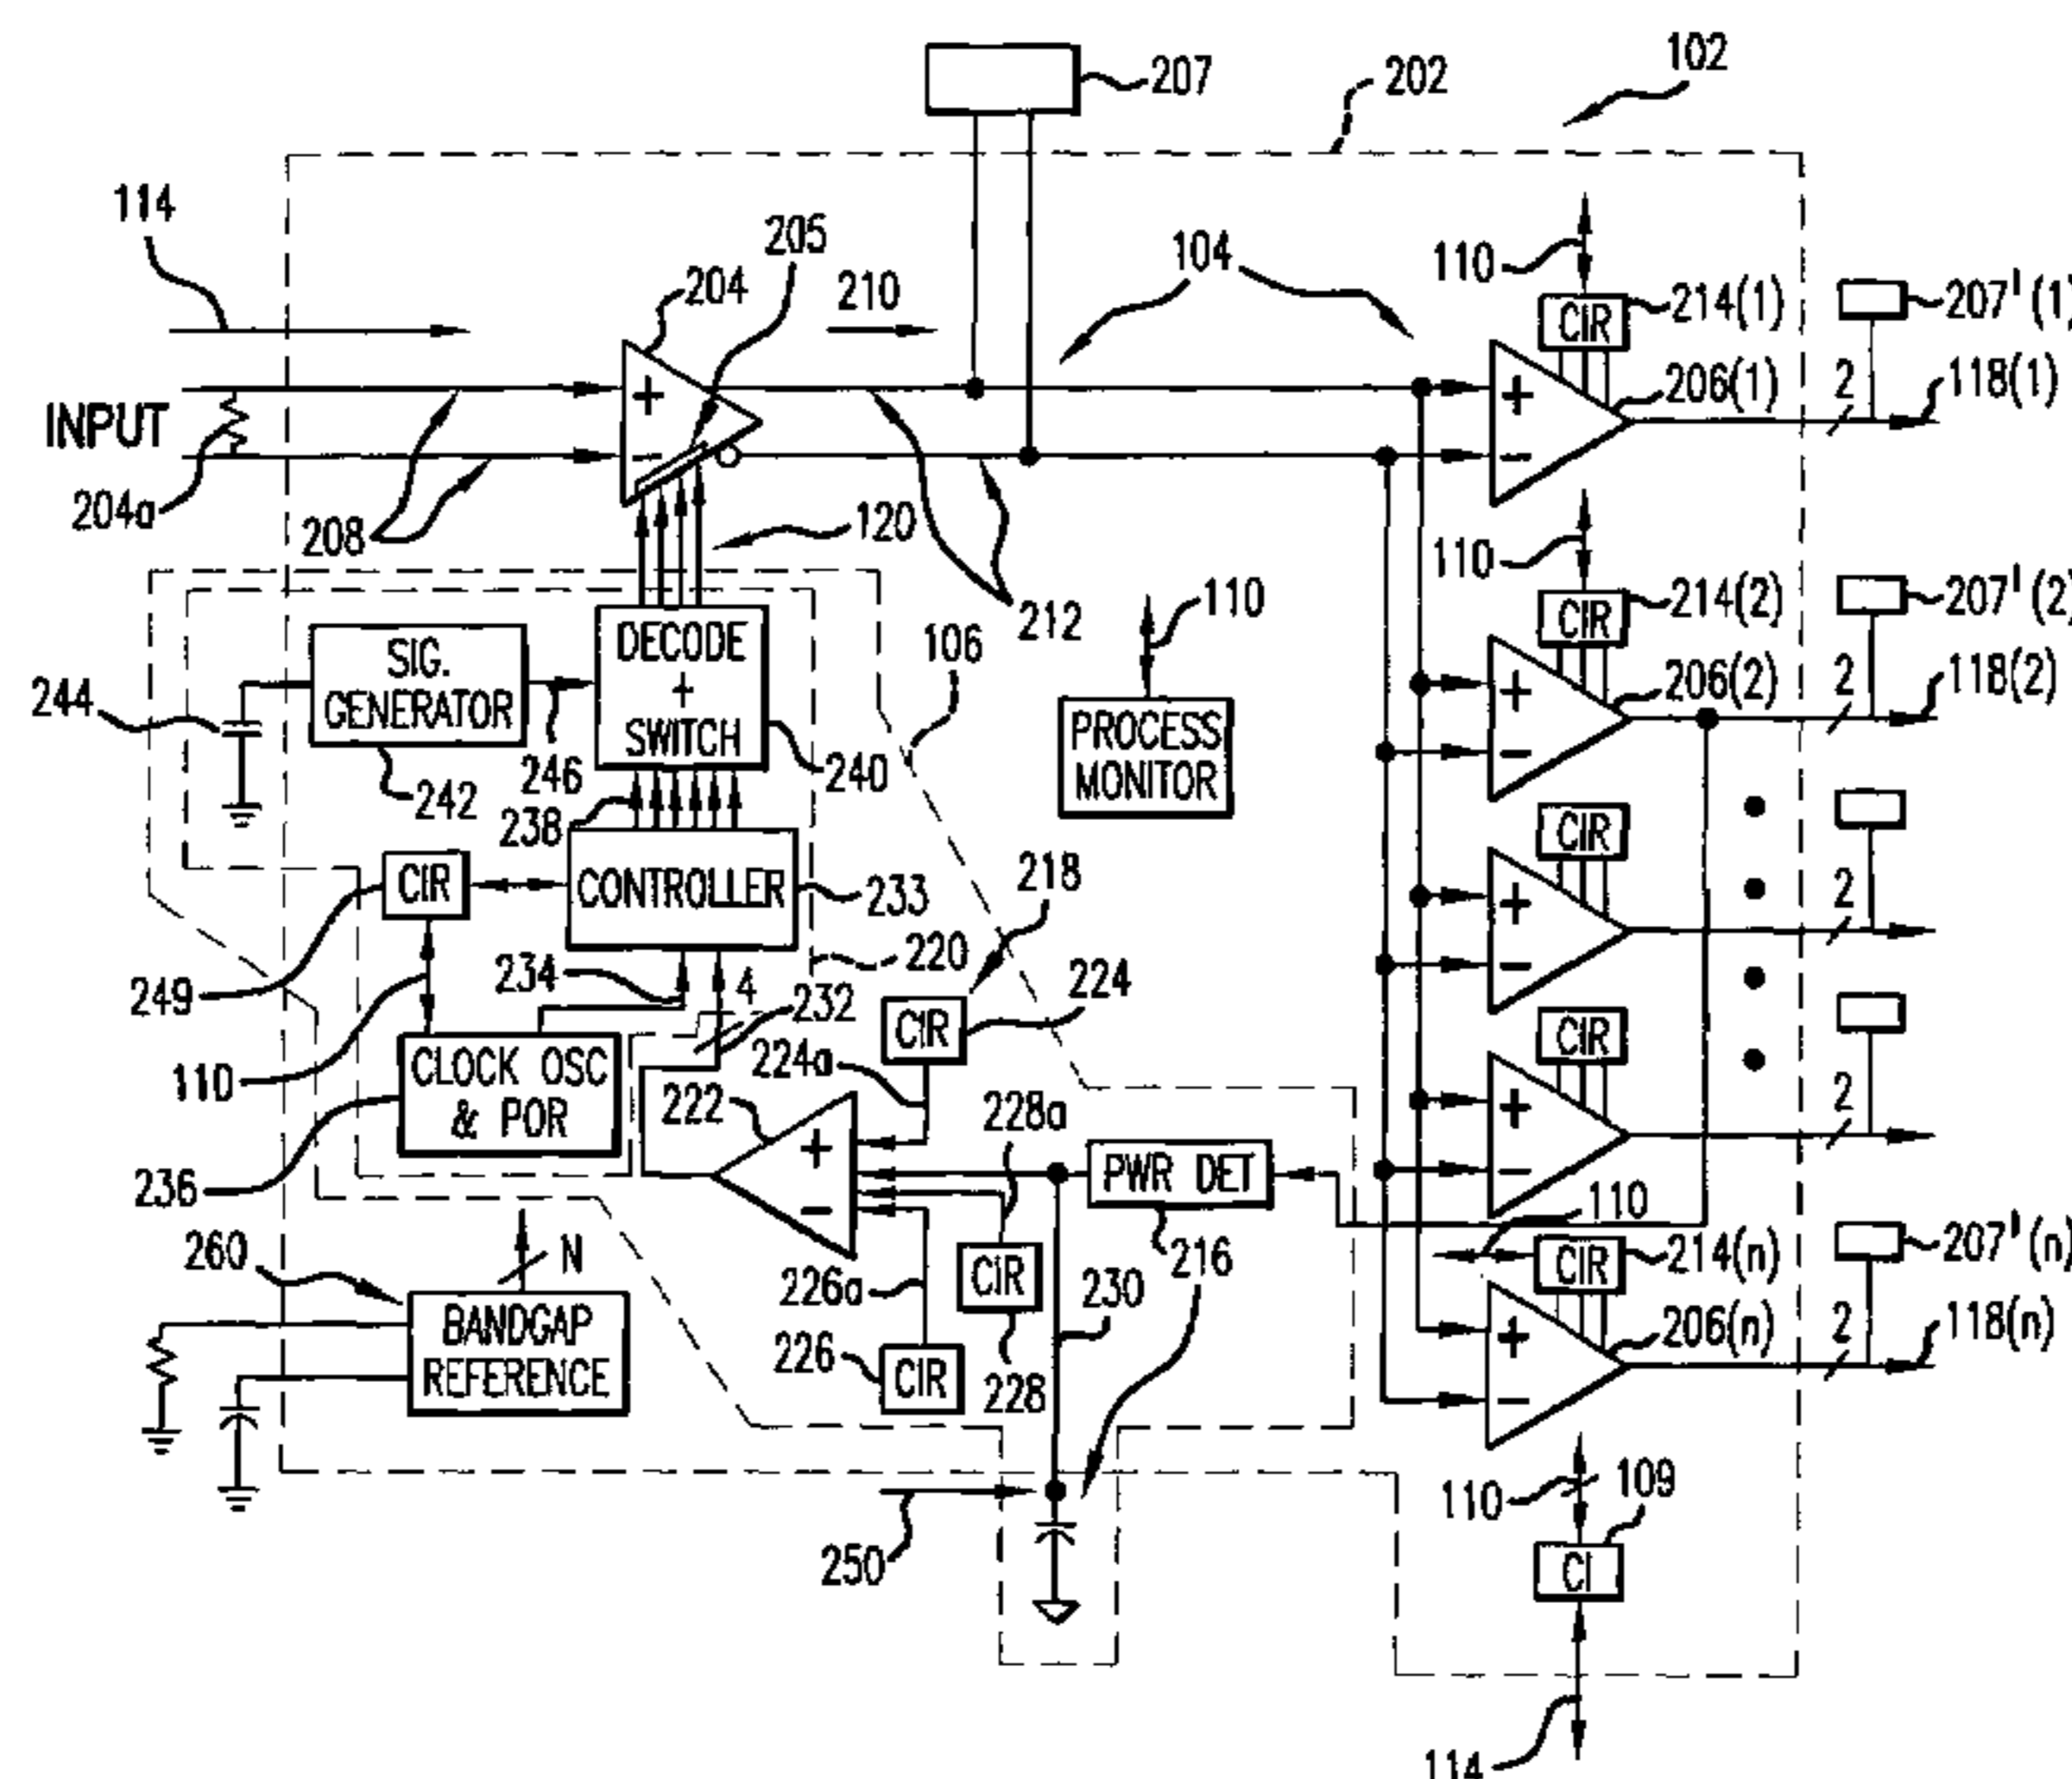 207
202
102
114
205
204
210
104
110
CIR
214(1)
207'(1)
+
-
206(1)
2
118(1)
INPUT
+
-
204a
208
120
212
110
CIR
214(2)
207'(2)
+
-
206(2)
2
118(2)
106
110
PROCESS
MONITOR
244
SIG.
GENERATOR
242
246
DECODE
+
SWITCH
240
238
CIR
+
-
2
249
CIR
CONTROLLER
233
218
220
234
4
232
CIR
224
224a
CIR
+
-
2
110
CLOCK OSC
& POR
236
222
+
-
228a
PWR DET
216
110
CIR
214(n)
207'(n)
+
-
206(n)
2
118(n)
260
N
BANDGAP
REFERENCE
226a
226
CIR
CIR
228
230
250
110
109
CI
114